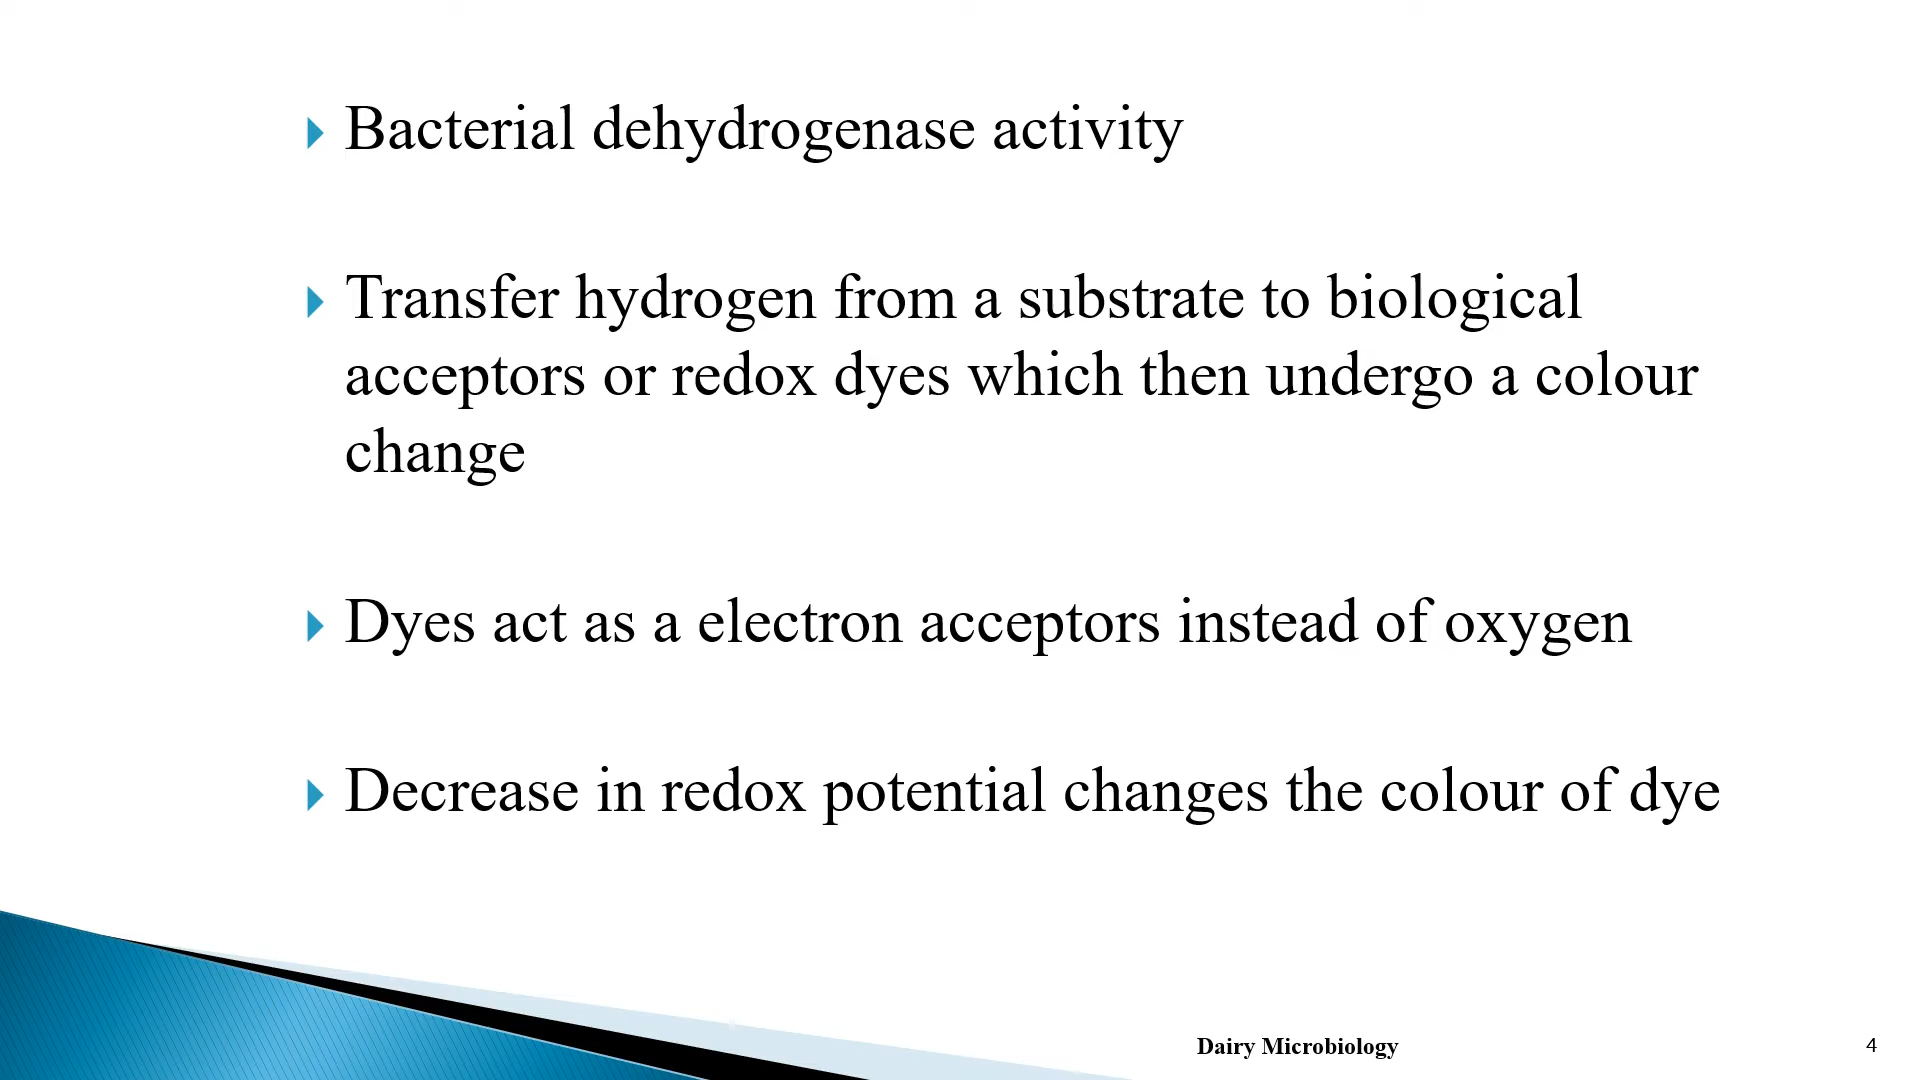 Bacterial dehydrogenase activity
Transfer hydrogen from a substrate to biological
acceptors or redox dyes which then undergo a colour
change
Dyes act as a electron acceptors instead of oxygen
Decrease in redox potential changes the colour of dye
Dairy Microbiology
4